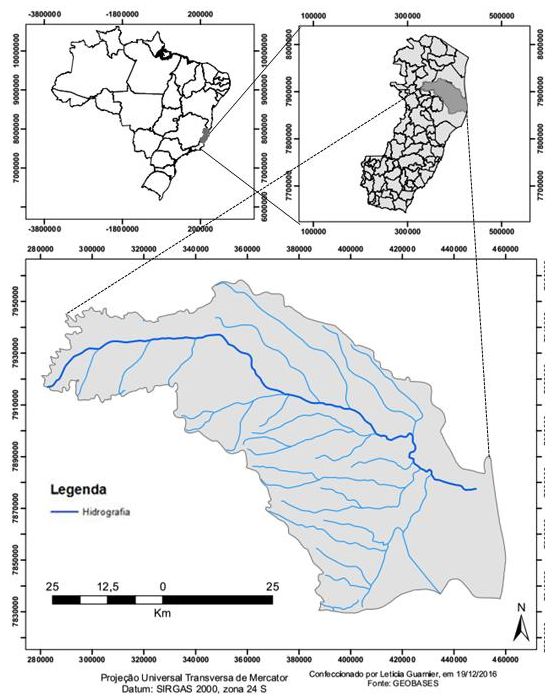 -3800000 -1800000 200000
10000000
9000000
8000000
7000000
6000000
-3800000 -1800000 200000
100000 300000 500000
8000000
7900000
7800000
7700000
8000000
7900000
7800000
7700000
100000 300000 500000
280000 300000 320000 340000 360000 380000 400000 420000 440000 460000
7950000
7930000
7910000
7890000
7870000
7850000
7830000
Legenda
Hidrografia
25 12,5 0 25
Km
N
280000 300000 320000 340000 360000 380000 400000 420000 440000 460000
Projeção Universal Transversa de Mercator
Datum: SIRGAS 2000, zona 24 S
Confeccionado por Letícia Guarnier, em 19/12/2016
Fonte: GEOBASES